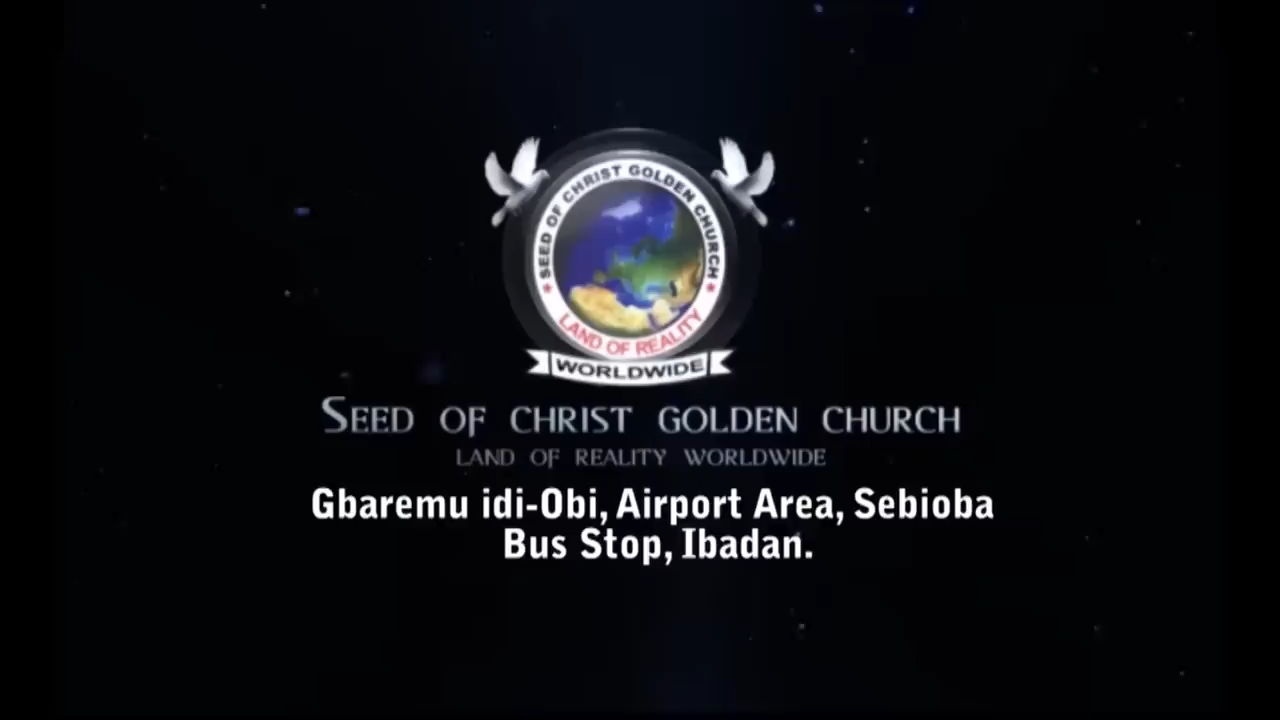 SEED OF CHRIST GOLDEN CHURCH
LAND OF REALITY
WORLDWIDE
SEED OF CHRIST GOLDEN CHURCH
LAND OF REALITY WORLDWIDE
Gbaremu idi-Obi, Airport Area, Sebioba
Bus Stop, Ibadan.